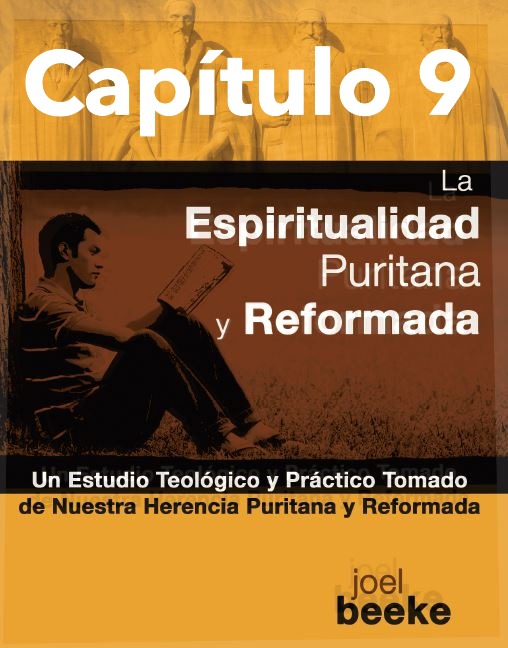 Capítulo 9
La
Espiritualidad
Puritana
y Reformada
Un Estudio Teológico y Práctico Tomado
de Nuestra Herencia Puritana y Reformada
joel
beeke